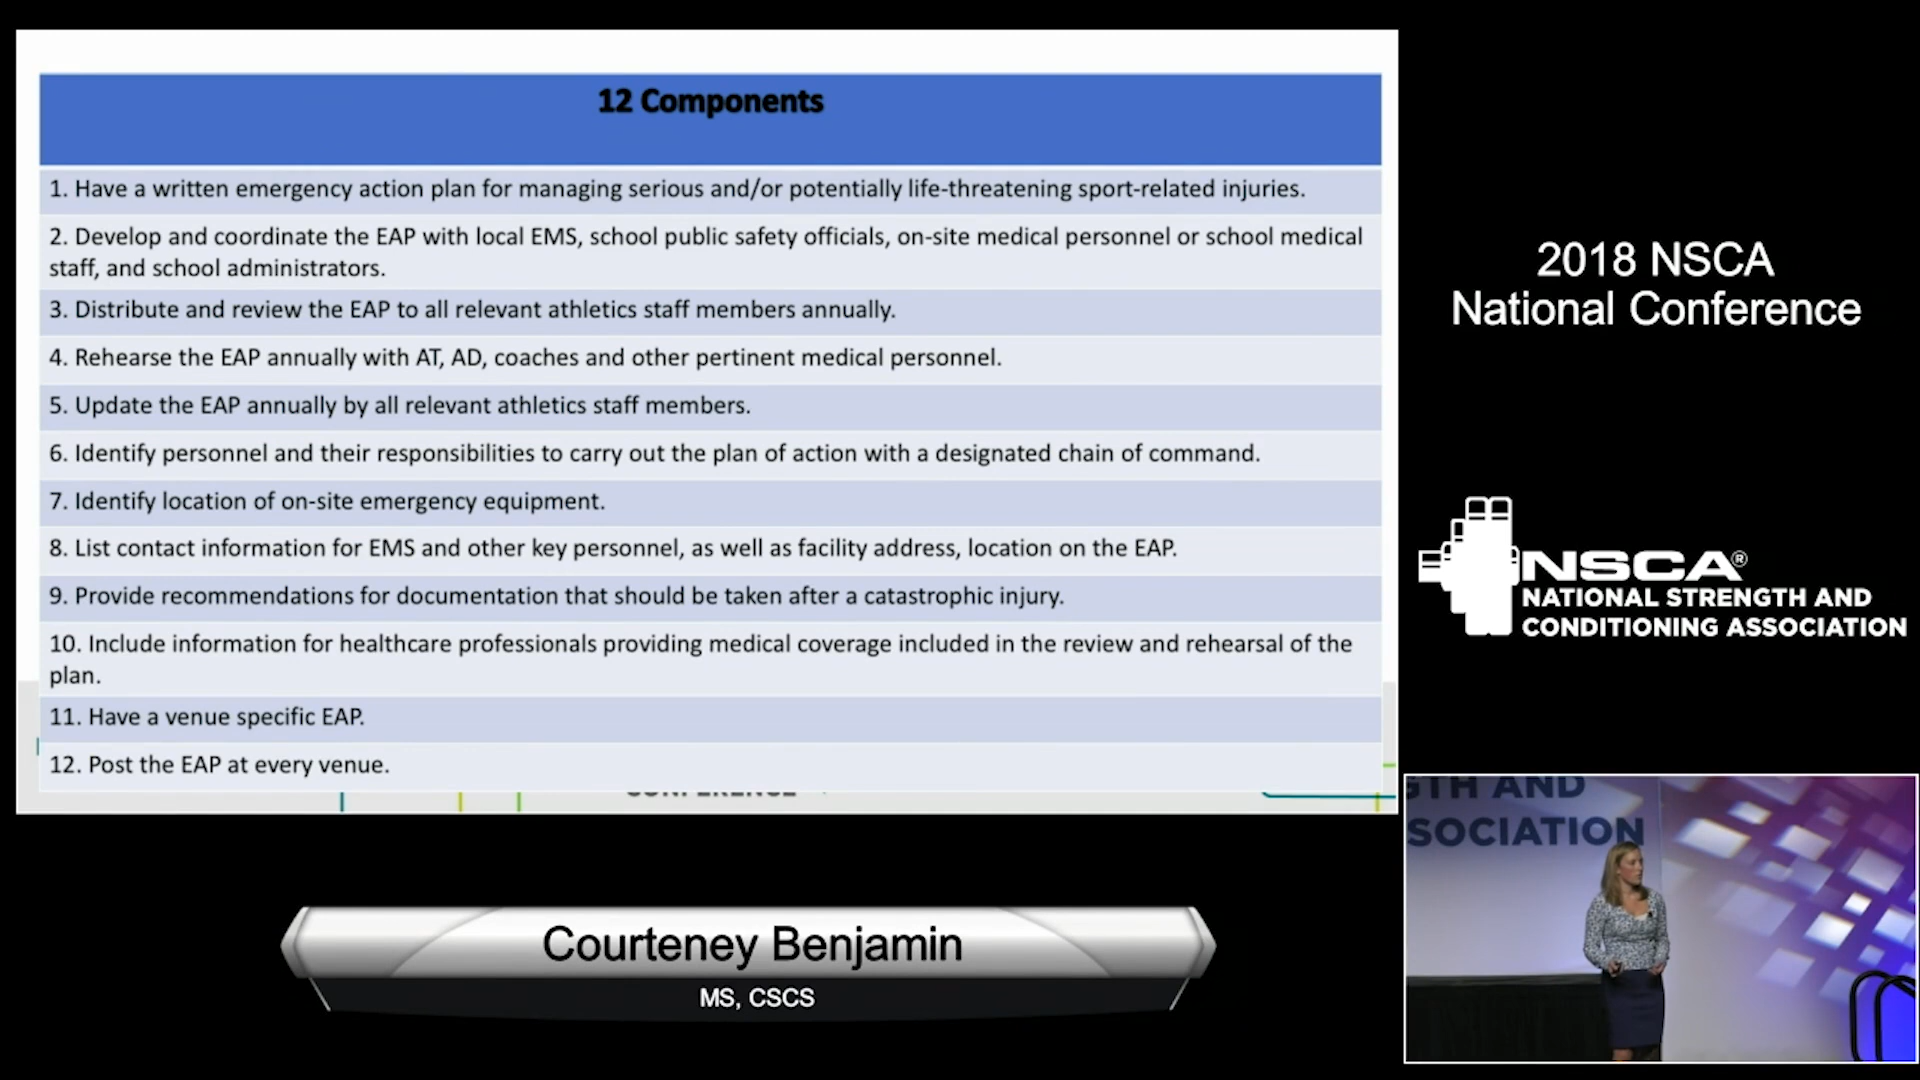 12 Components
1. Have a written emergency action plan for managing serious and/or potentially life-threatening sport-related injuries.
2. Develop and coordinate the EAP with local EMS, school public safety officials, on-site medical personnel or school medical
staff, and school administrators.
3. Distribute and review the EAP to all relevant athletics staff members annually.
4. Rehearse the EAP annually with AT, AD, coaches and other pertinent medical personnel.
5. Update the EAP annually by all relevant athletics staff members.
6. Identify personnel and their responsibilities to carry out the plan of action with a designated chain of command.
7. Identify location of on-site emergency equipment.
8. List contact information for EMS and other key personnel, as well as facility address, location on the EAP.
9. Provide recommendations for documentation that should be taken after a catastrophic injury.
10. Include information for healthcare professionals providing medical coverage included in the review and rehearsal of the
plan.
11. Have a venue specific EAP.
12. Post the EAP at every venue.
CONFERENCE
2018 NSCA
National Conference
NSCA®
NATIONAL STRENGTH AND
CONDITIONING ASSOCIATION
GTH AND
SOCIATION
Courteney Benjamin
MS, CSCS